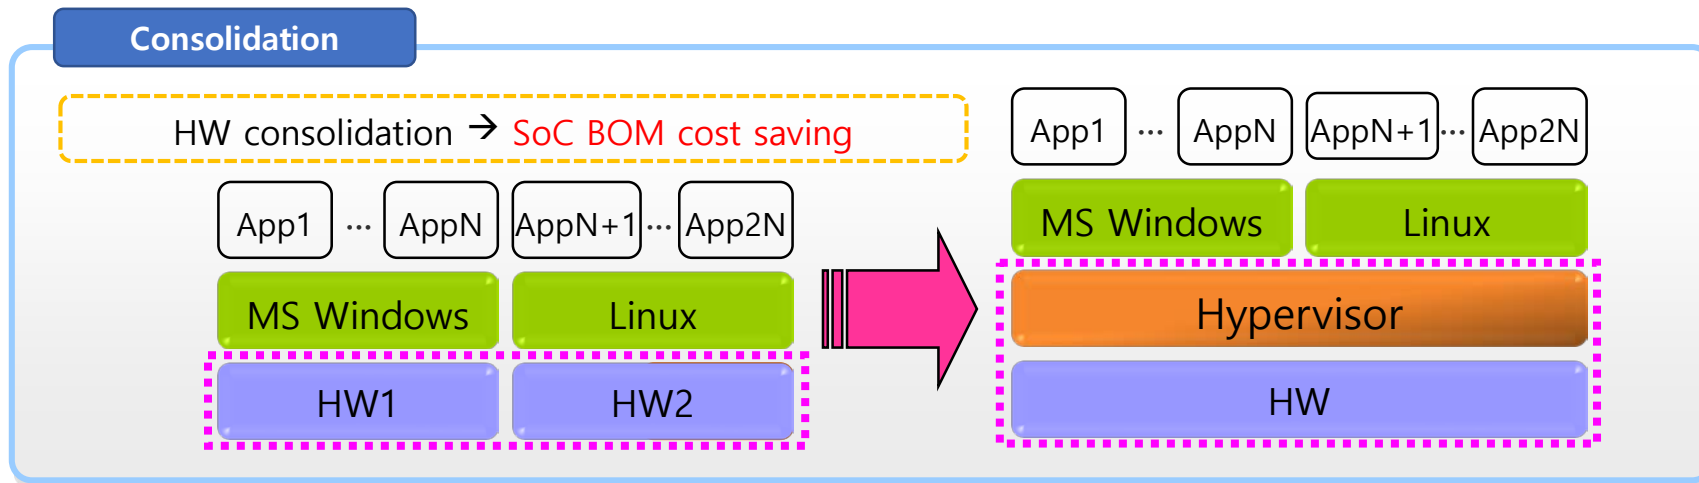 Consolidation
HW consolidation → SoC BOM cost saving
App1 ... AppN AppN+1 ... App2N
MS Windows Linux
HW1 HW2
App1 ... AppN AppN+1 ... App2N
MS Windows Linux
Hypervisor
HW